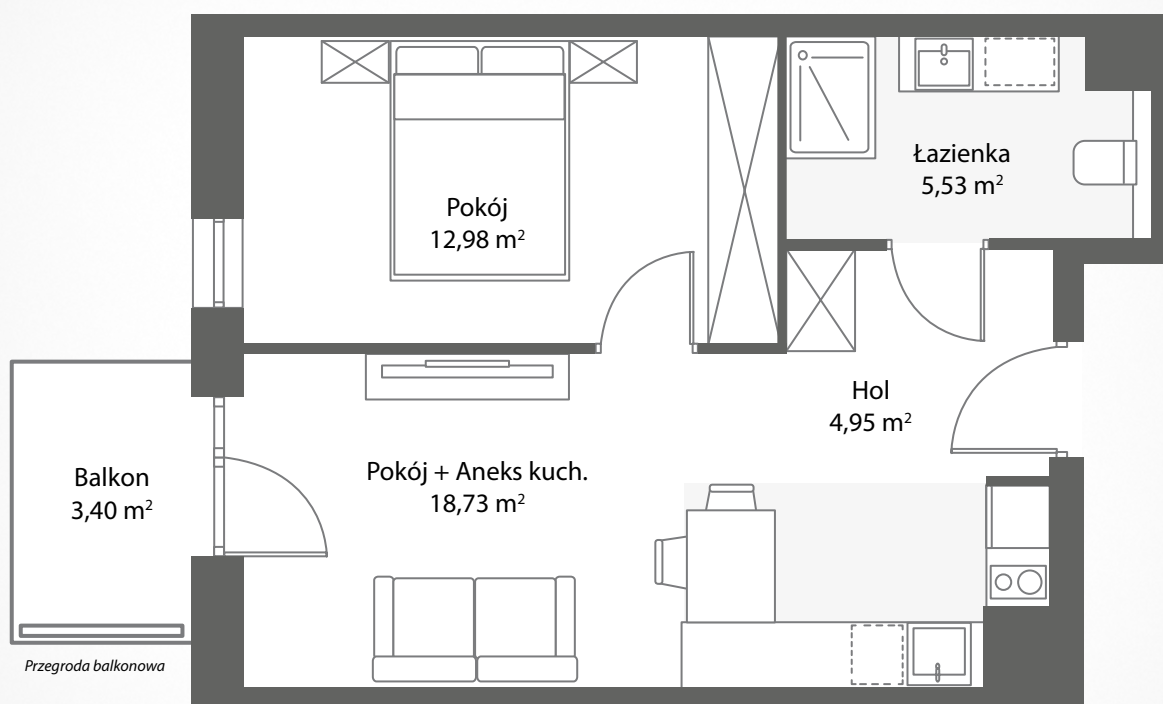 Pokój
12,98 m²
Łazienka
5,53 m²
Hol
4,95 m²
Balkon
3,40 m²
Pokój + Aneks kuch.
18,73 m²
Przegroda balkonowa